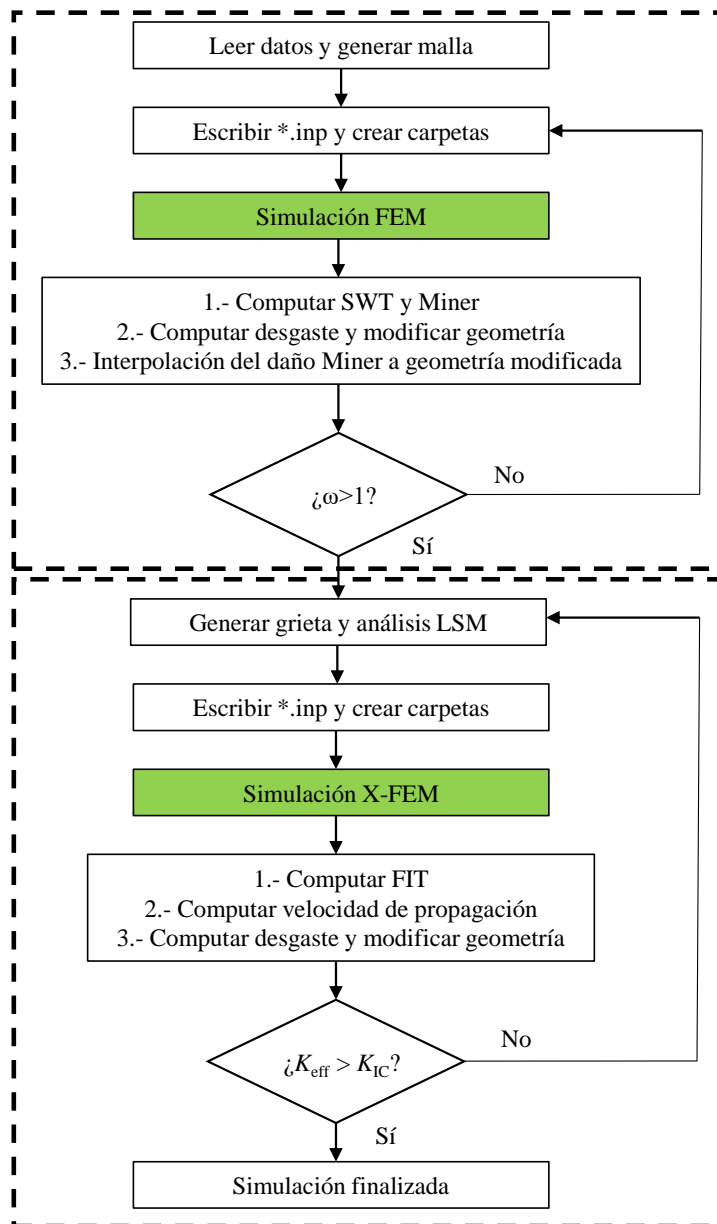 Leer datos y generar malla
Escribir *.inp y crear carpetas
Simulación FEM
1.- Computar SWT y Miner
2.- Computar desgaste y modificar geometría
3.- Interpolación del daño Miner a geometría modificada
¿ω>1?
No
Sí
Generar grieta y análisis LSM
Escribir *.inp y crear carpetas
Simulación X-FEM
1.- Computar FIT
2.- Computar velocidad de propagación
3.- Computar desgaste y modificar geometría
¿Keff > KIC?
No
Sí
Simulación finalizada